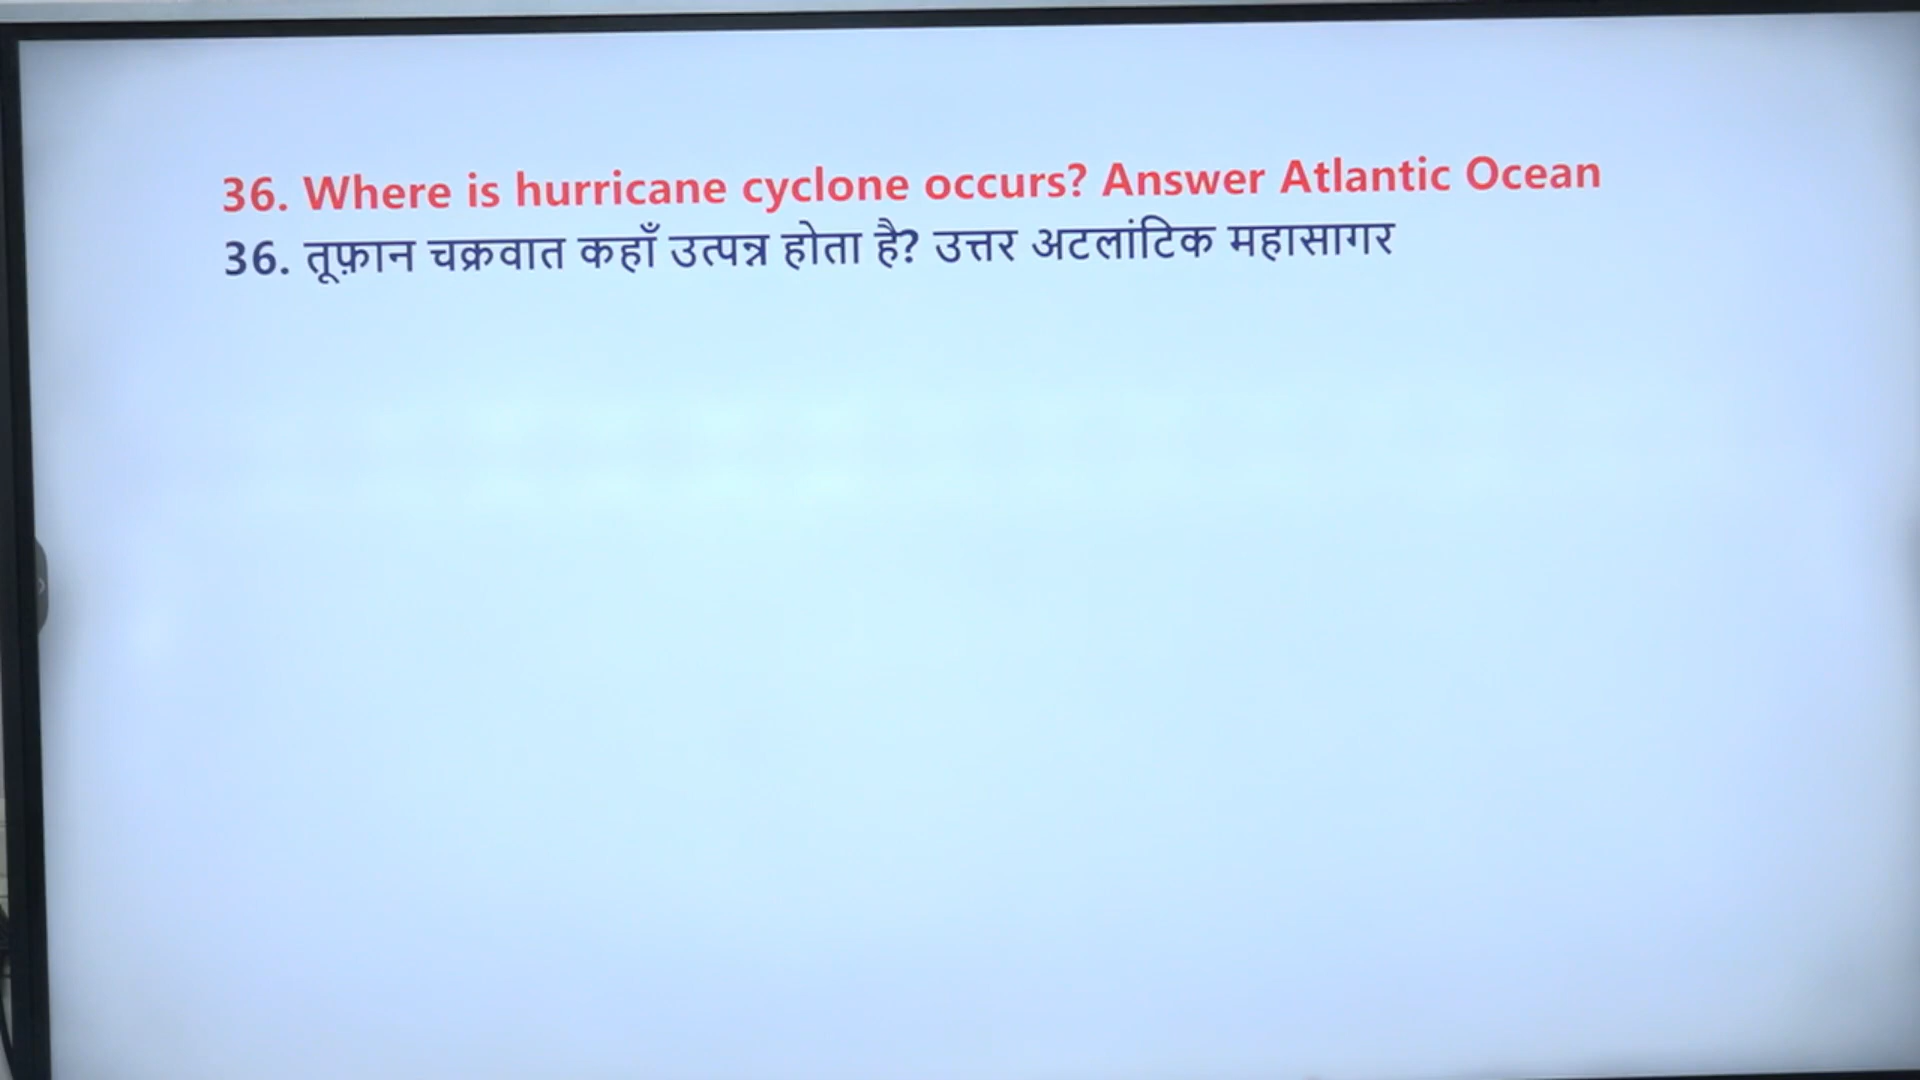 36. Where is hurricane cyclone occurs? Answer Atlantic Ocean
36. तूफ़ान चक्रवात कहाँ उत्पन्न होता है? उत्तर अटलांटिक महासागर